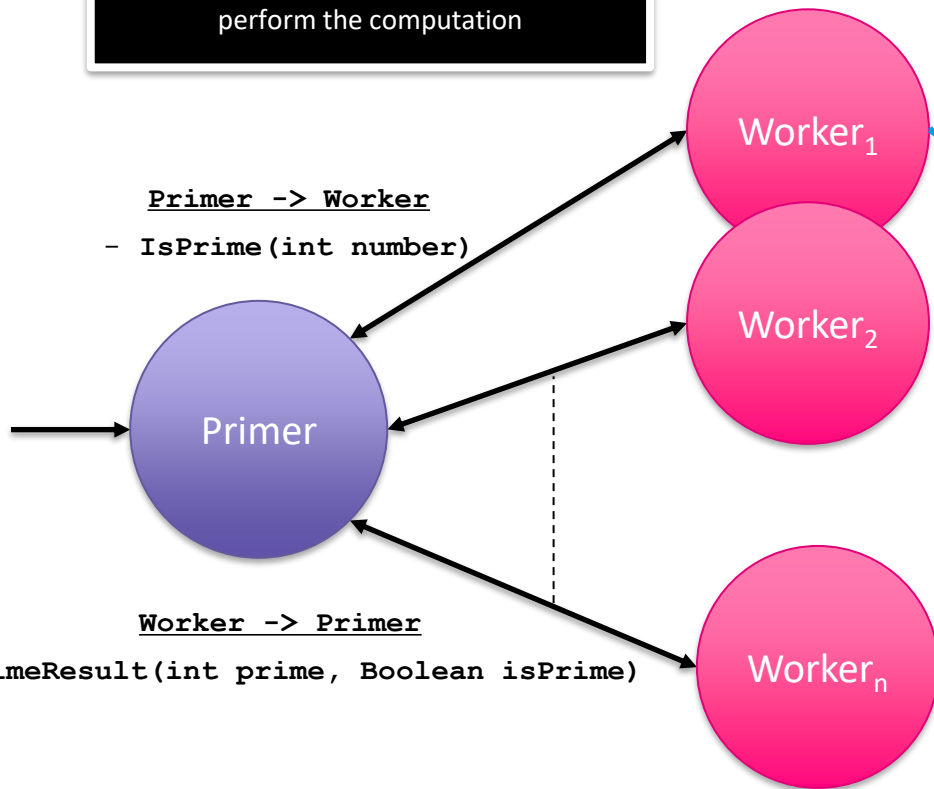 perform the computation
Worker₁
Primer -> Worker
- IsPrime(int number)
Worker₂
Primer
Worker -> Primer
meResult(int prime, Boolean isPrime)
Workerₙ